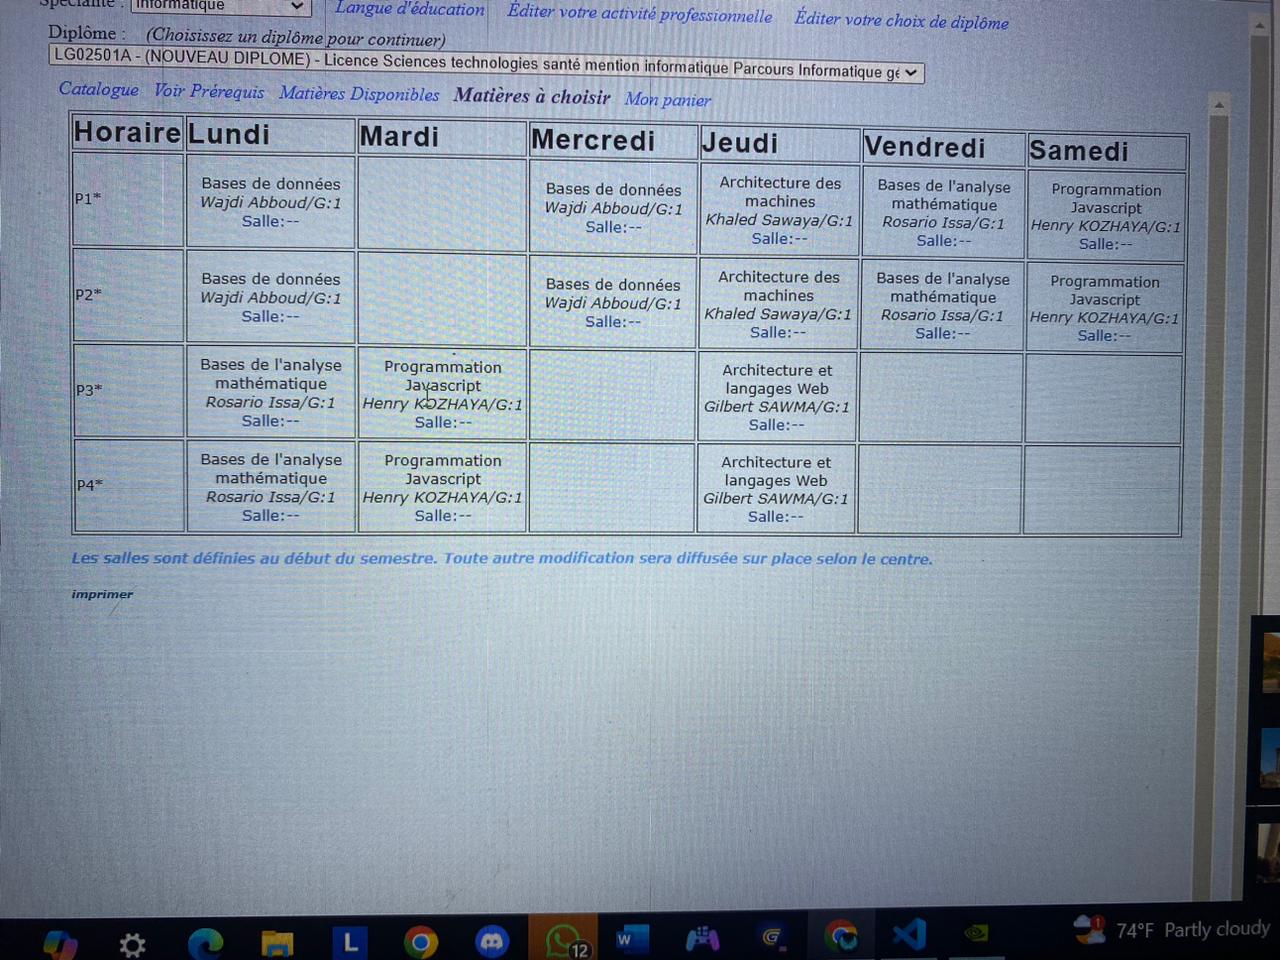 Spécialité : Informatique Langue d'éducation Éditer votre activité professionnelle Éditer votre choix de diplôme
Diplôme : (Choisissez un diplôme pour continuer)
LG02501A - (NOUVEAU DIPLOME) - Licence Sciences technologies santé mention informatique Parcours Informatique gé
Catalogue Voir Prérequis Matières Disponibles Matières à choisir Mon panier
Horaire Lundi Mardi Mercredi Jeudi Vendredi Samedi
P1*
Bases de données
Wajdi Abboud/G:1
Salle:--
Bases de données
Wajdi Abboud/G:1
Salle:--
Architecture des
machines
Khaled Sawaya/G:1
Salle:--
Bases de l'analyse
mathématique
Rosario Issa/G:1
Salle:--
Programmation
Javascript
Henry KOZHAYA/G:1
Salle:--
P2*
Bases de données
Wajdi Abboud/G:1
Salle:--
Bases de données
Wajdi Abboud/G:1
Salle:--
Architecture des
machines
Khaled Sawaya/G:1
Salle:--
Bases de l'analyse
mathématique
Rosario Issa/G:1
Salle:--
Programmation
Javascript
Henry KOZHAYA/G:1
Salle:--
P3*
Bases de l'analyse
mathématique
Rosario Issa/G:1
Salle:--
Programmation
Javascript
Henry KOZHAYA/G:1
Salle:--
Architecture et
langages Web
Gilbert SAWMA/G:1
Salle:--
P4*
Bases de l'analyse
mathématique
Rosario Issa/G:1
Salle:--
Programmation
Javascript
Henry KOZHAYA/G:1
Salle:--
Architecture et
langages Web
Gilbert SAWMA/G:1
Salle:--
Les salles sont définies au début du semestre. Toute autre modification sera diffusée sur place selon le centre.
imprimer
L 12 W G 1 74°F Partly cloudy